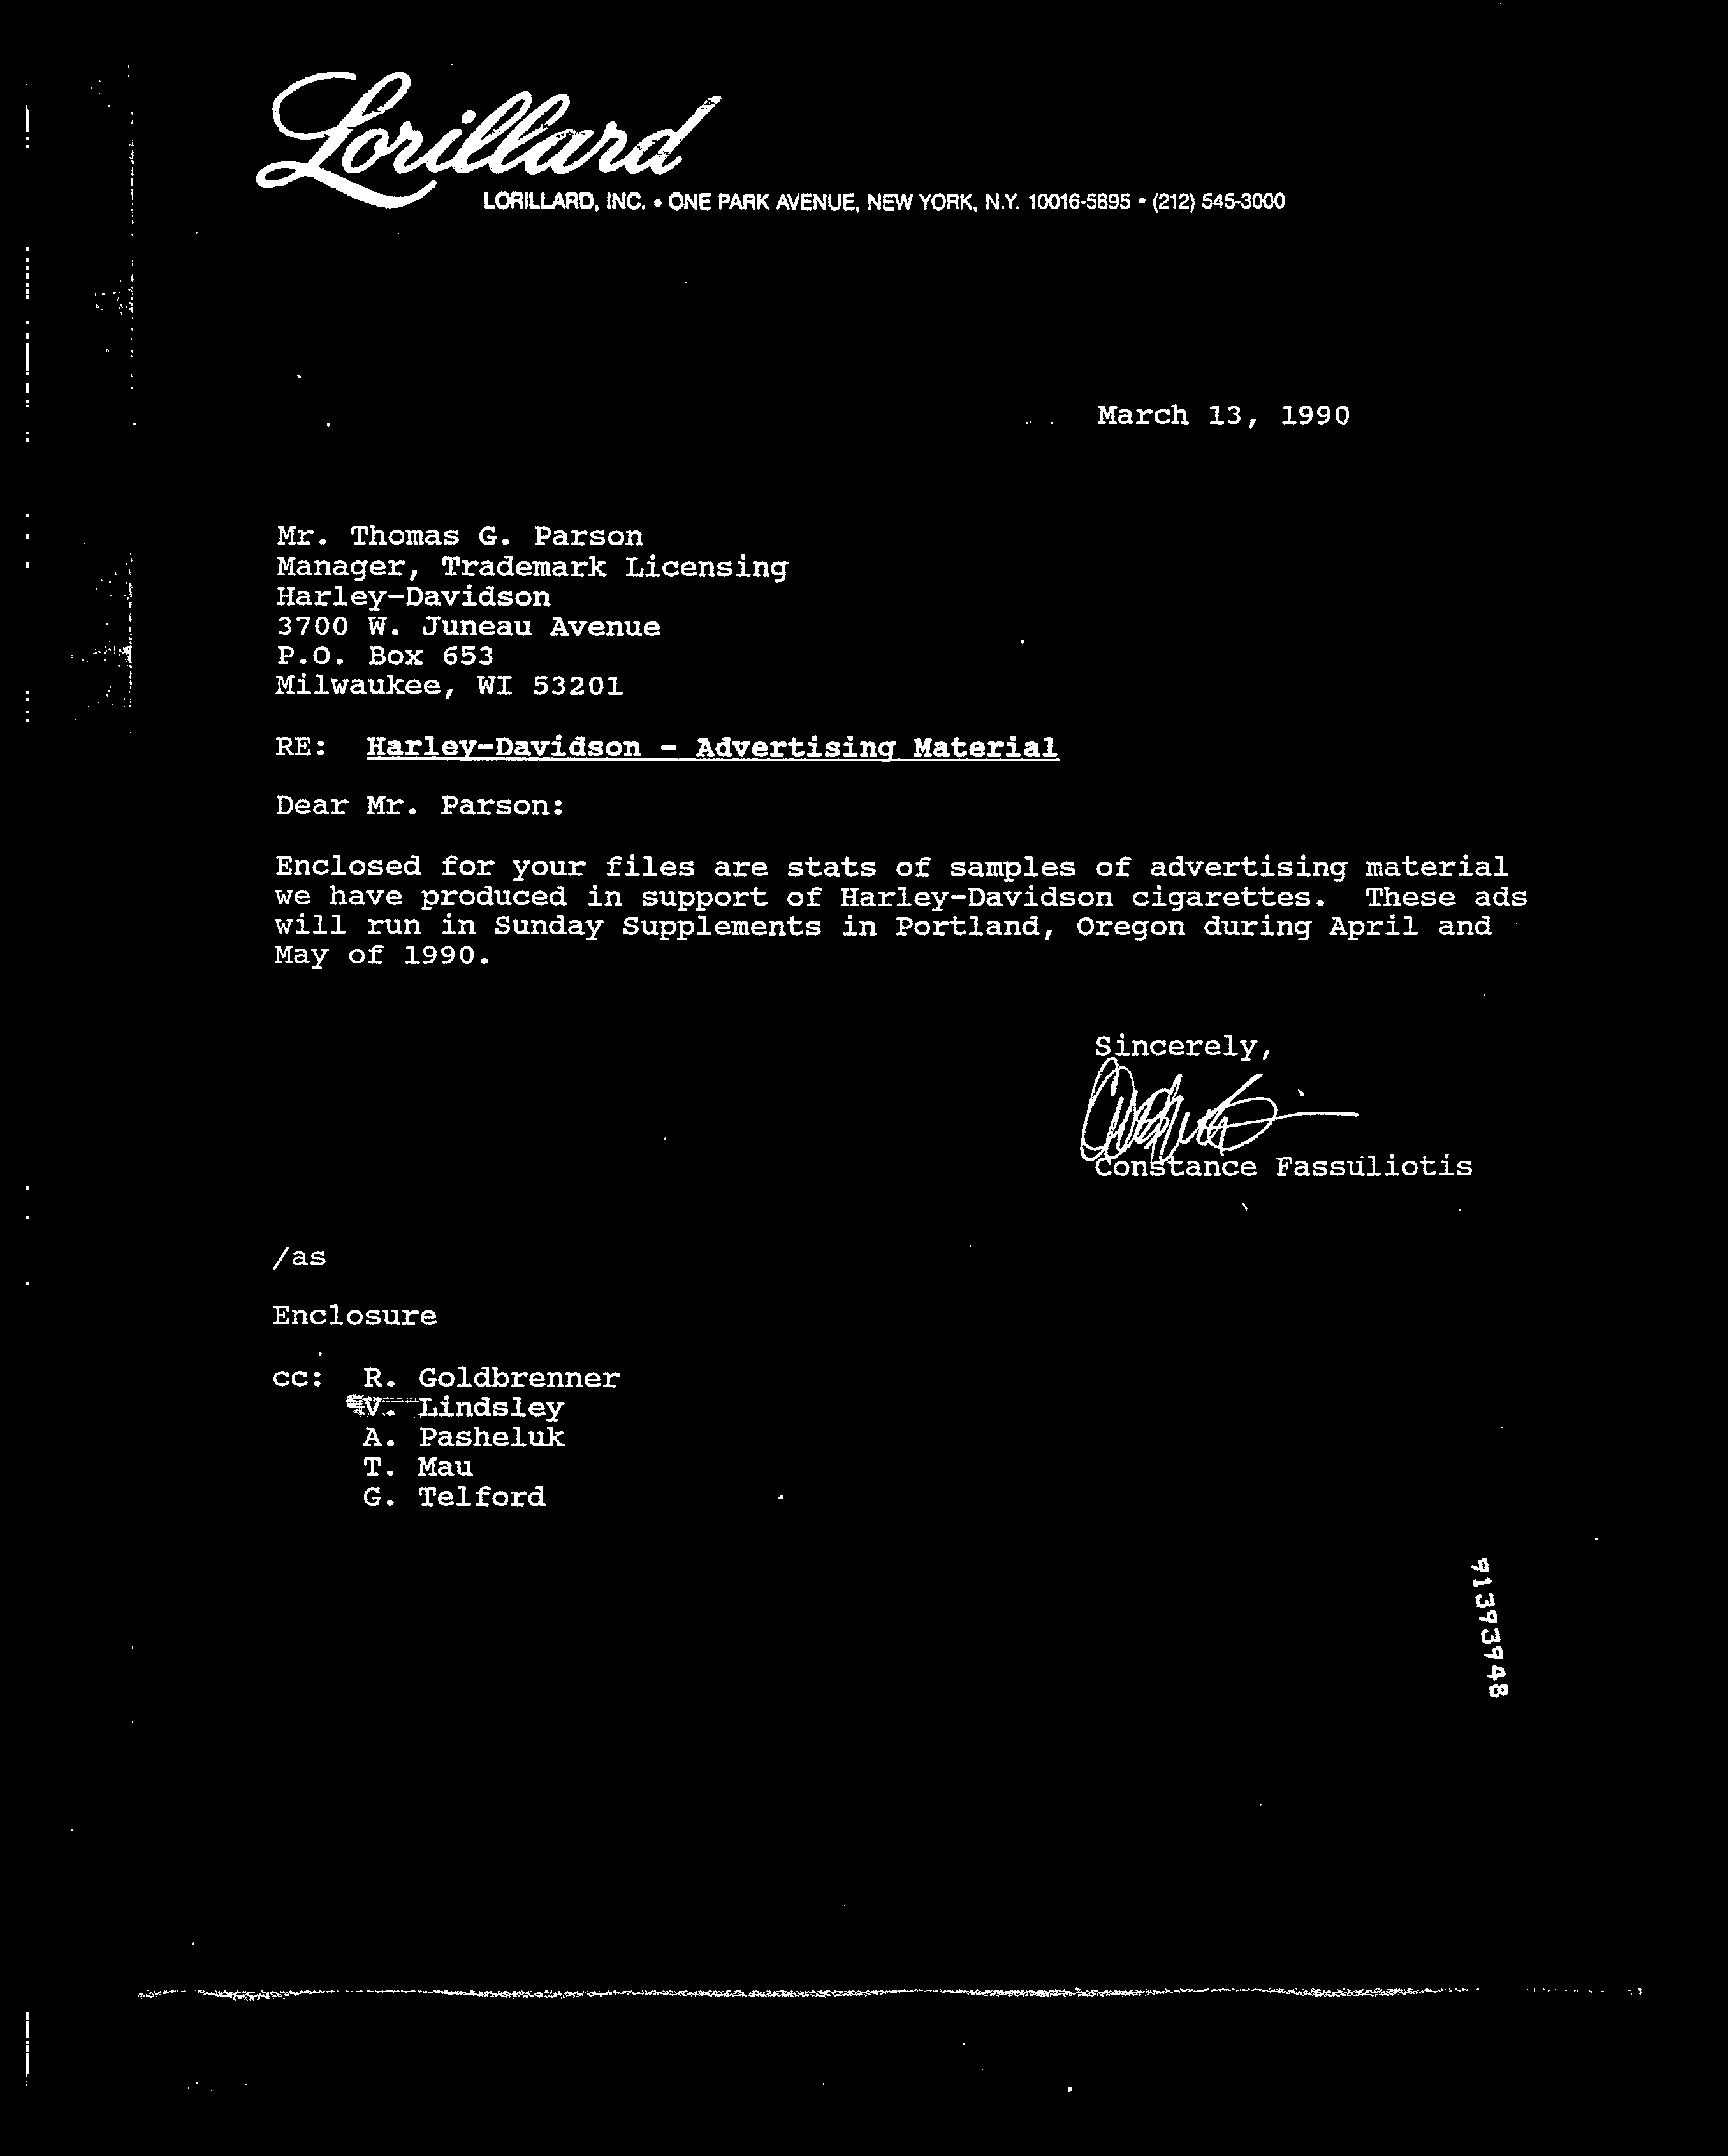 Lorillard
LORILLARD, INC. • ONE PARK AVENUE, NEW YORK, N.Y. 10016-5895 • (212) 545-3000
March 13, 1990
Mr. Thomas G. Parson
Manager, Trademark Licensing
Harley-Davidson
3700 W. Juneau Avenue
P.O. Box 653
Milwaukee, WI 53201
RE: Harley-Davidson - Advertising Material
Dear Mr. Parson:
Enclosed for your files are stats of samples of advertising material
we have produced in support of Harley-Davidson cigarettes. These ads
will run in Sunday Supplements in Portland, Oregon during April and
May of 1990.
Sincerely,
Constance Fassuliotis
/as
Enclosure
cc: R. Goldbrenner
V. Lindsley
A. Pasheluk
T. Mau
G. Telford
91393948